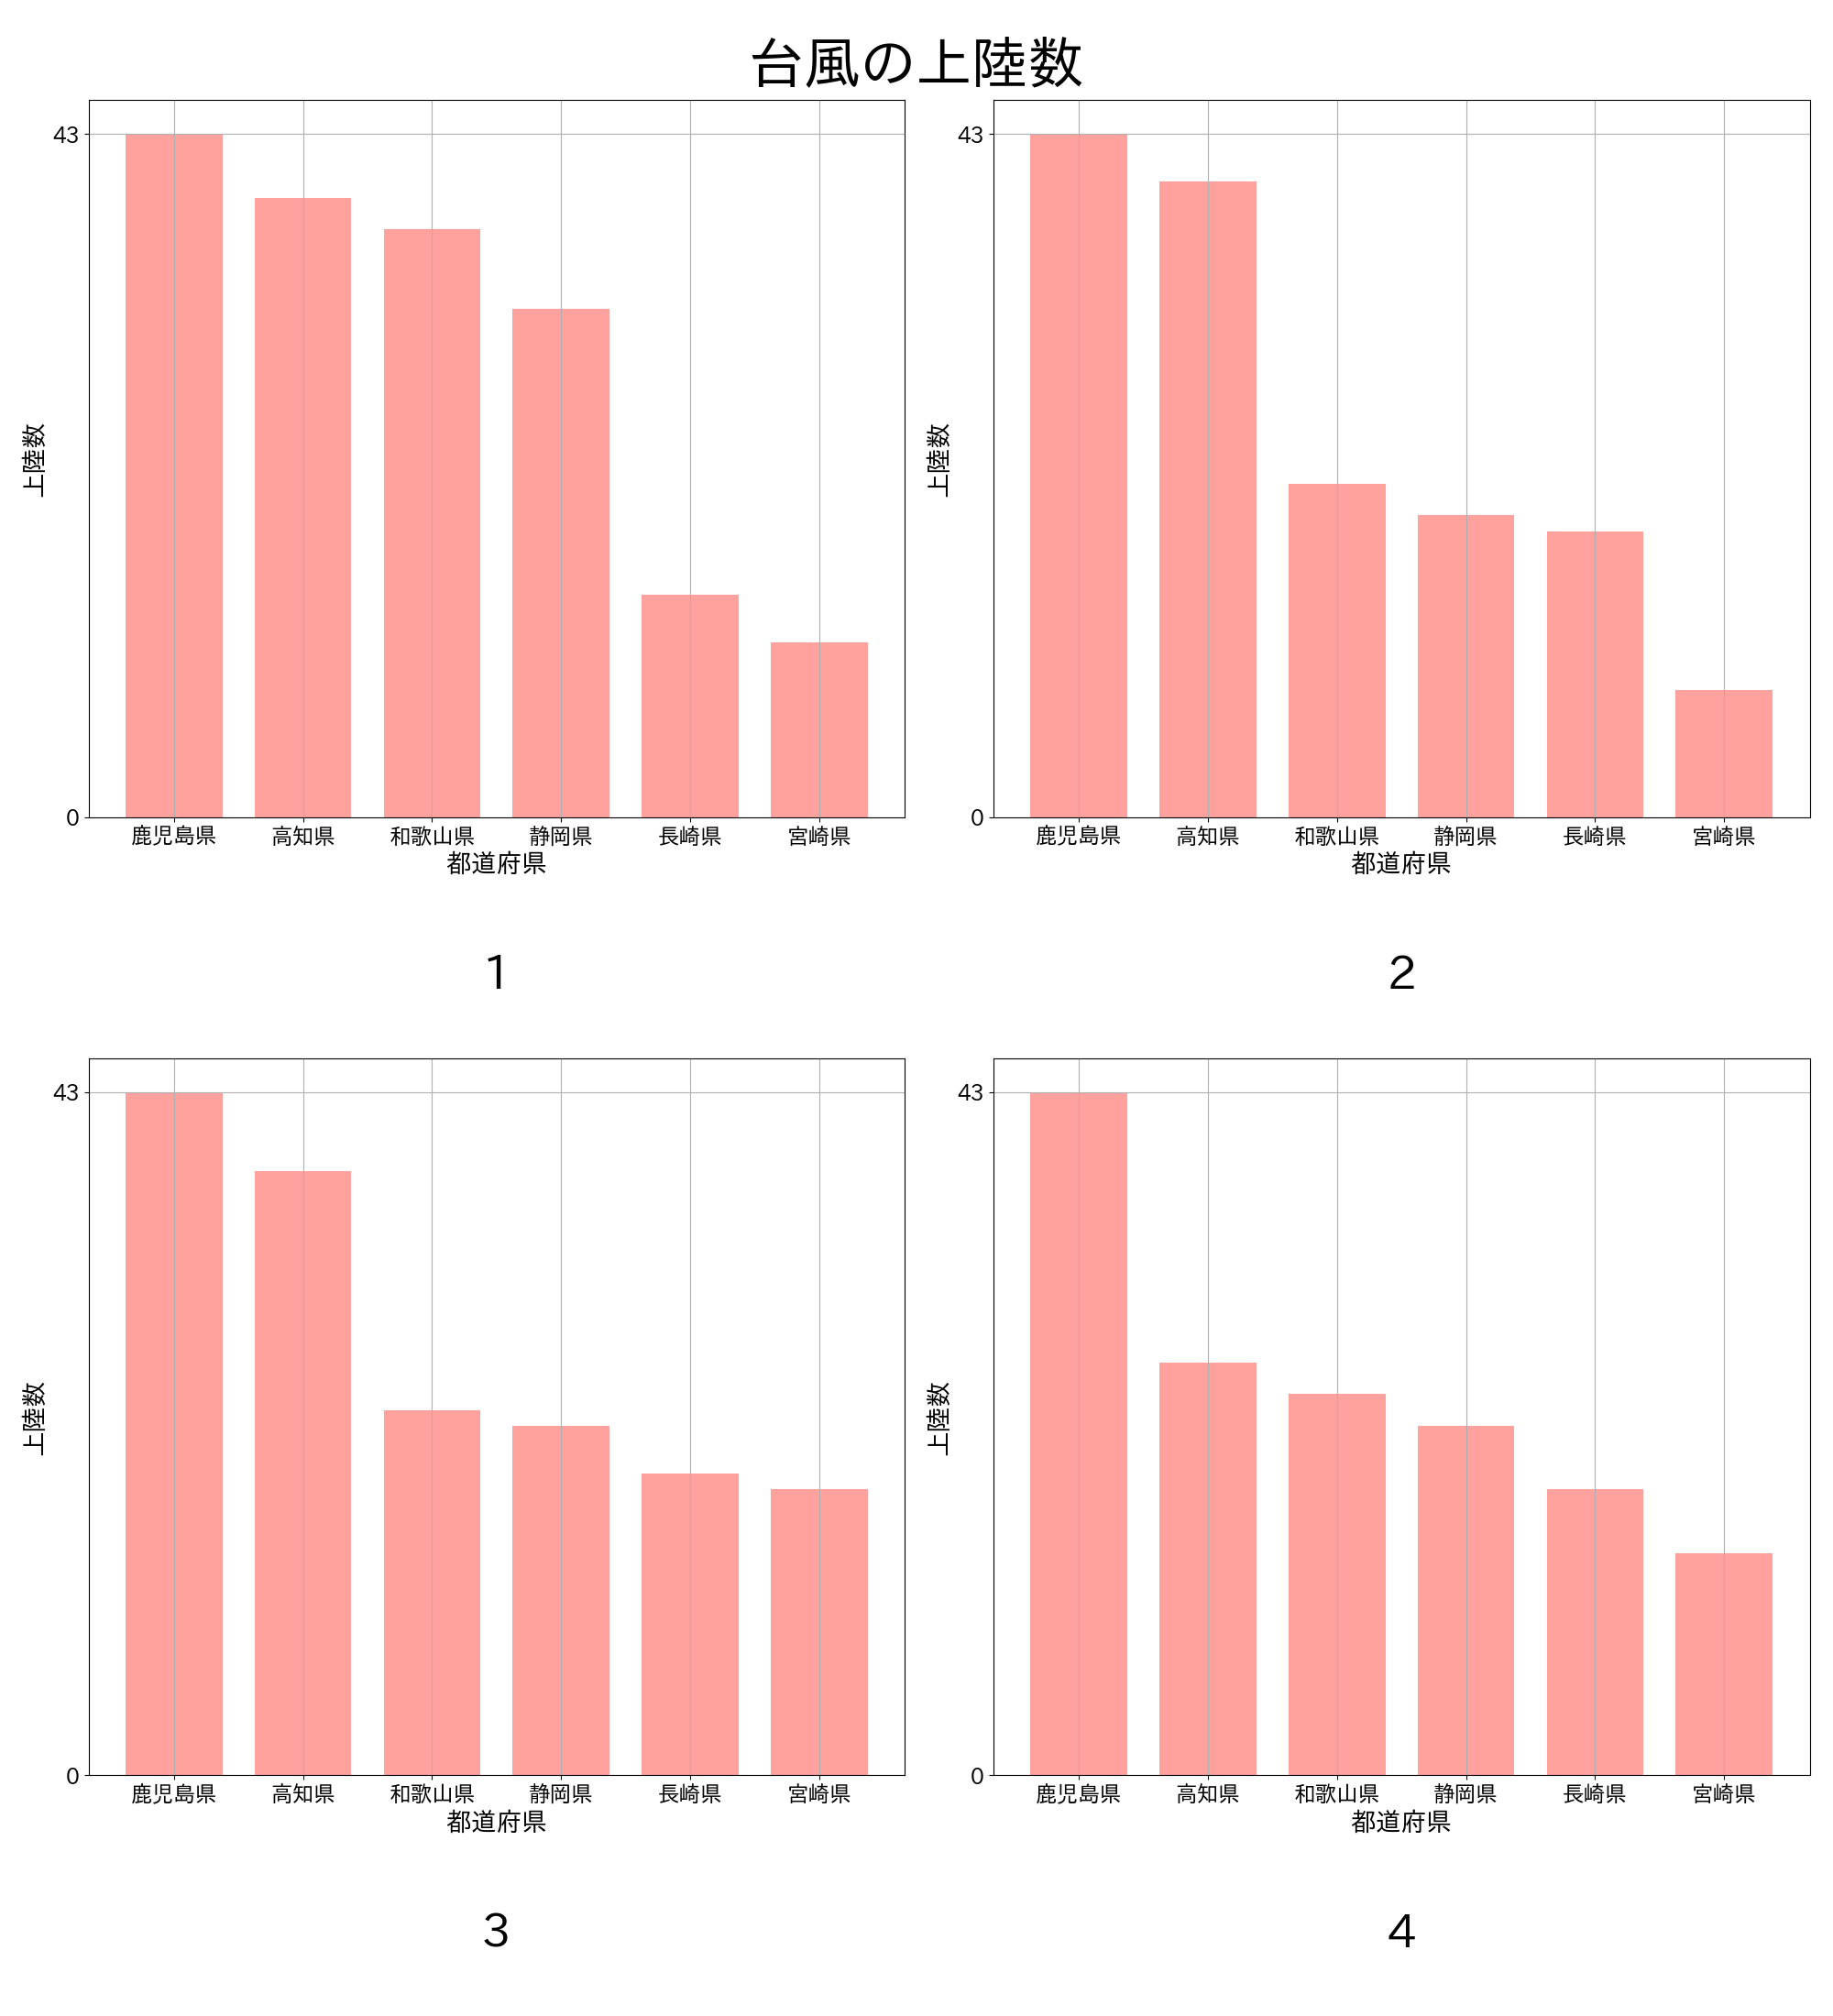 台風の上陸数
43
0
上陸数
鹿児島県 高知県 和歌山県 静岡県 長崎県 宮崎県
都道府県
1
43
0
上陸数
鹿児島県 高知県 和歌山県 静岡県 長崎県 宮崎県
都道府県
2
43
0
上陸数
鹿児島県 高知県 和歌山県 静岡県 長崎県 宮崎県
都道府県
3
43
0
上陸数
鹿児島県 高知県 和歌山県 静岡県 長崎県 宮崎県
都道府県
4